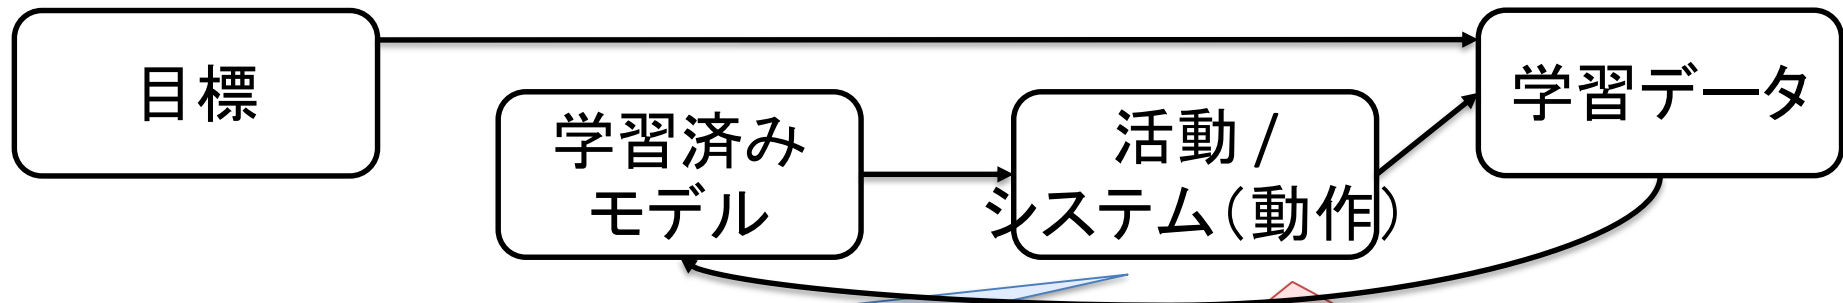 目標
学習済み
モデル
活動 /
システム(動作)
学習データ